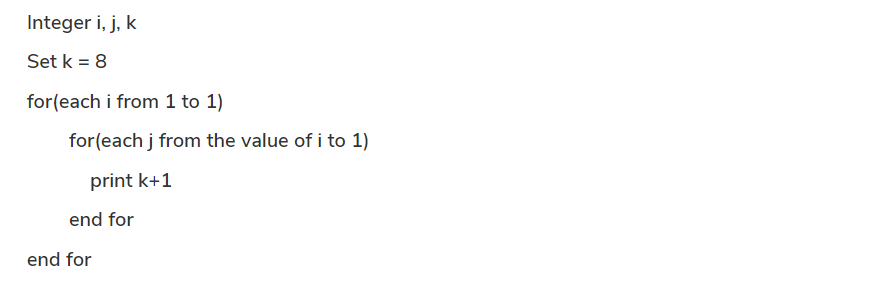 Integer i, j, k
Set k = 8
for(each i from 1 to 1)
for(each j from the value of i to 1)
print k+1
end for
end for